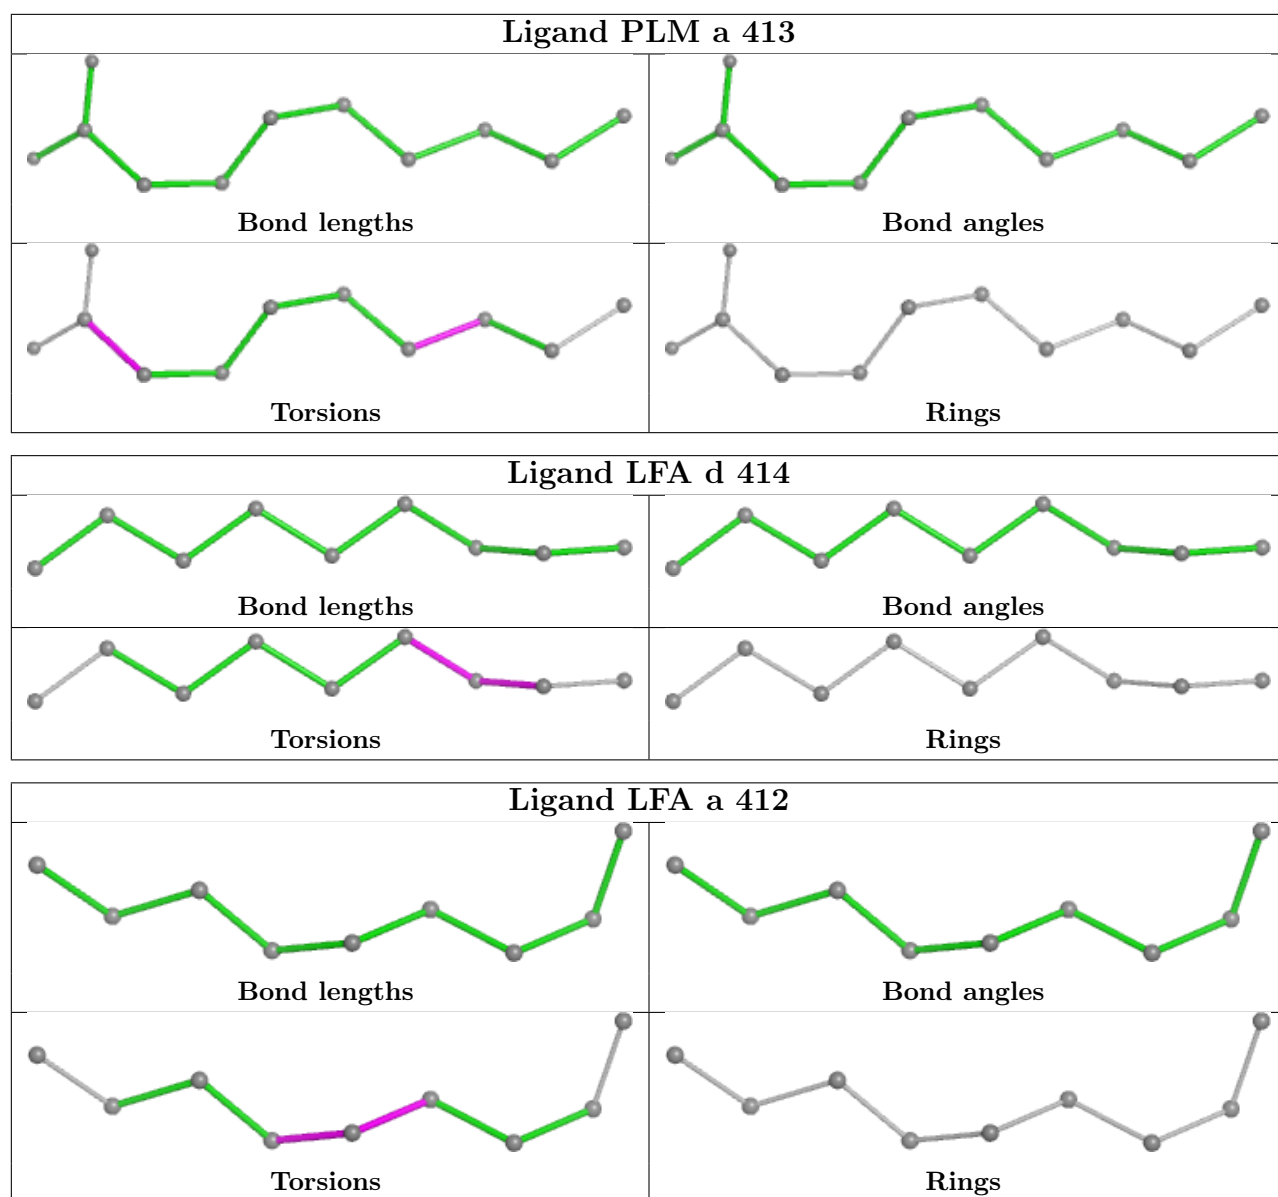 Ligand PLM a 413
Bond lengths
Bond angles
Torsions
Rings
Ligand LFA d 414
Bond lengths
Bond angles
Torsions
Rings
Ligand LFA a 412
Bond lengths
Bond angles
Torsions
Rings